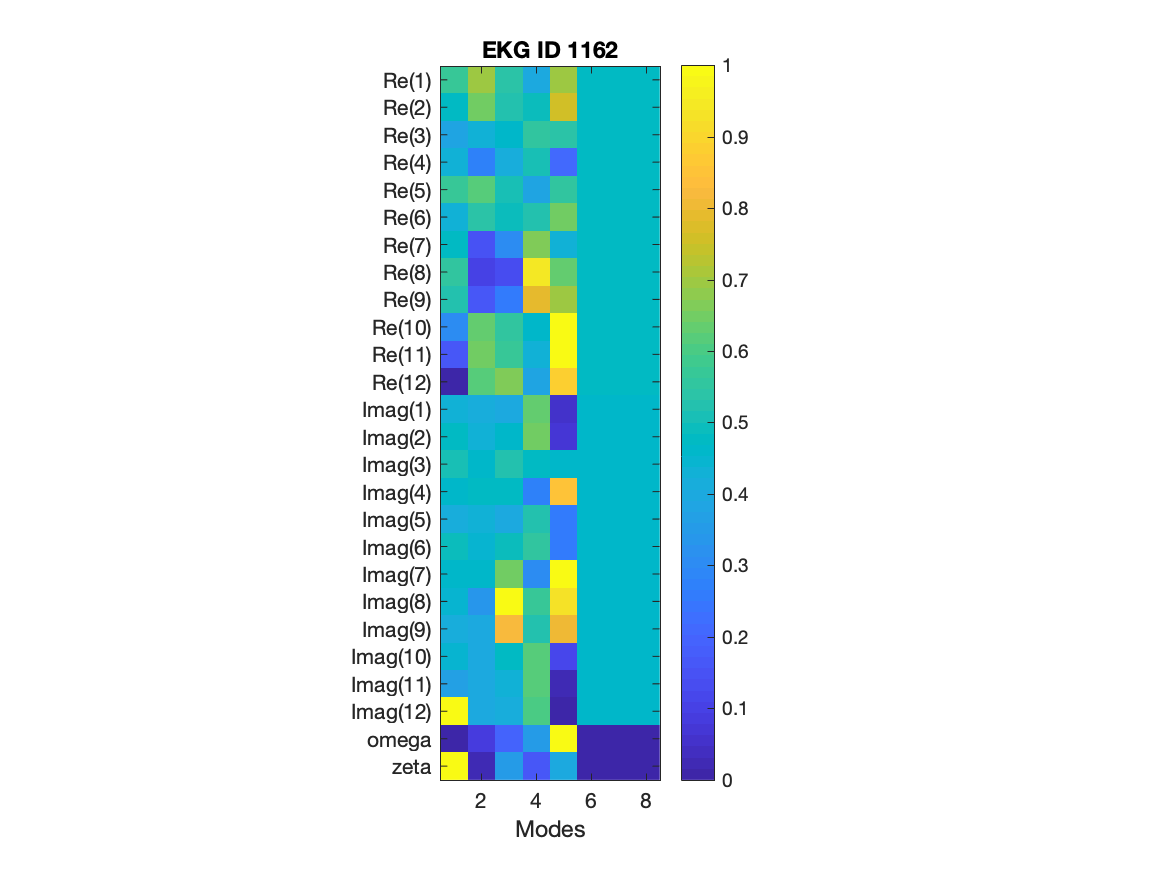 EKG ID 1162
Re(1)
Re(2)
Re(3)
Re(4)
Re(5)
Re(6)
Re(7)
Re(8)
Re(9)
Re(10)
Re(11)
Re(12)
Imag(1)
Imag(2)
Imag(3)
Imag(4)
Imag(5)
Imag(6)
Imag(7)
Imag(8)
Imag(9)
Imag(10)
Imag(11)
Imag(12)
omega
zeta
2 4 6 8
Modes
1
0.9
0.8
0.7
0.6
0.5
0.4
0.3
0.2
0.1
0